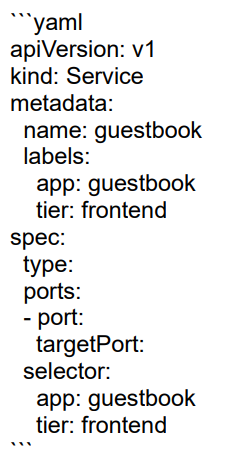 ```yaml
apiVersion: v1
kind: Service
metadata:
  name: guestbook
  labels:
    app: guestbook
    tier: frontend
spec:
  type:
  ports:
  - port:
    targetPort:
  selector:
    app: guestbook
    tier: frontend
```